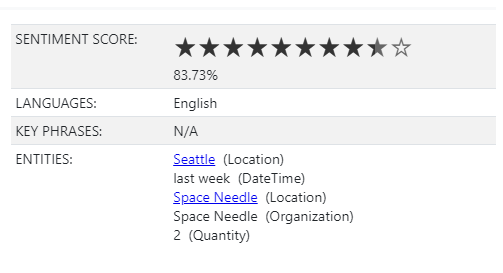 SENTIMENT SCORE:
83.73%
LANGUAGES: English
KEY PHRASES: N/A
ENTITIES: Seattle (Location)
last week (DateTime)
Space Needle (Location)
Space Needle (Organization)
2 (Quantity)